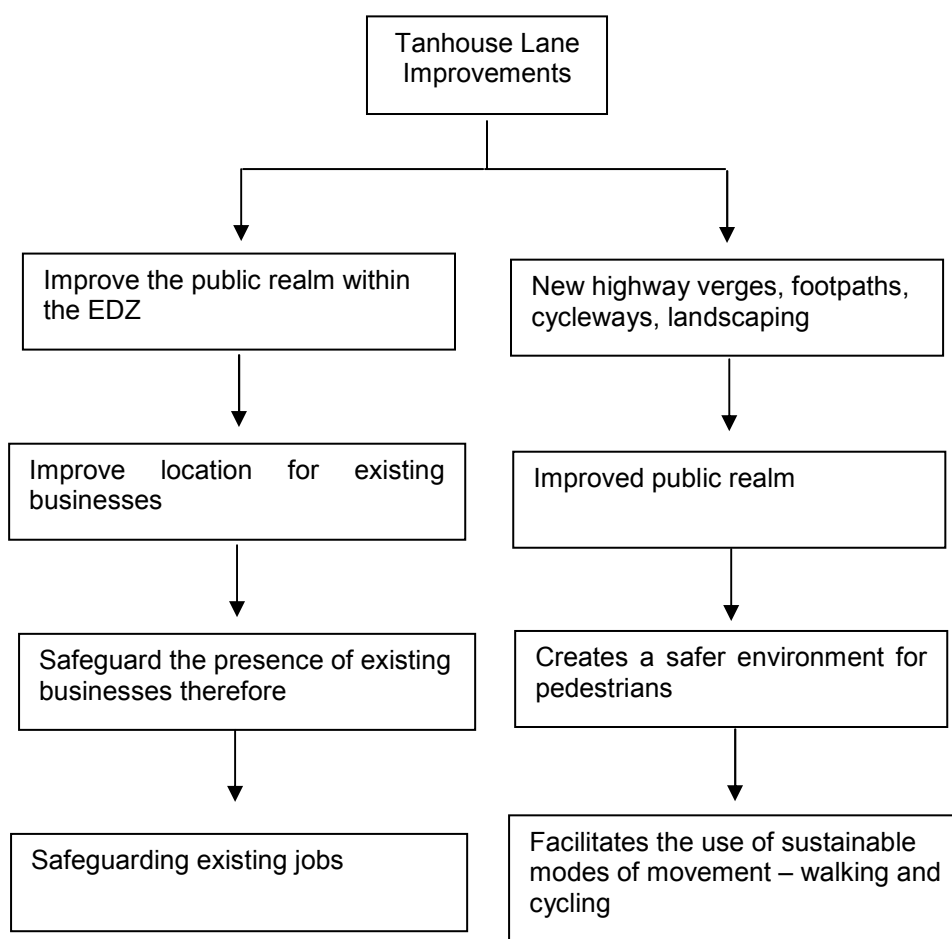 Tanhouse Lane
Improvements
Improve the public realm within
the EDZ
New highway verges, footpaths,
cycleways, landscaping
Improve location for existing
businesses
Improved public realm
Safeguard the presence of existing
businesses therefore
Creates a safer environment for
pedestrians
Safeguarding existing jobs
Facilitates the use of sustainable
modes of movement – walking and
cycling